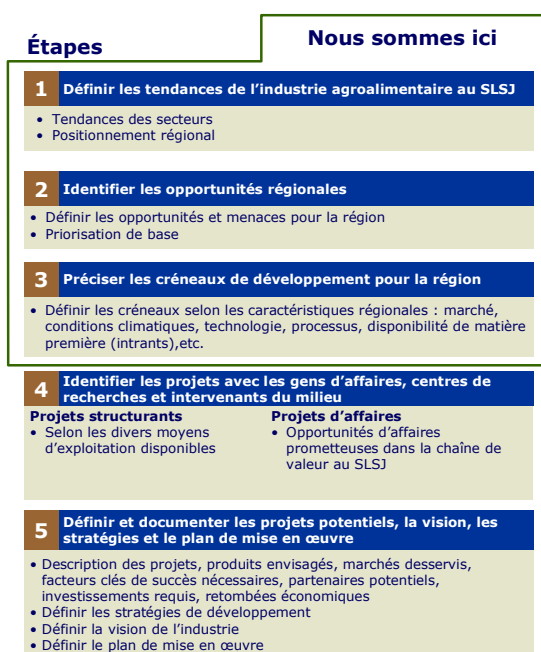 Étapes
Nous sommes ici
1 Définir les tendances de l’industrie agroalimentaire au SLSJ
• Tendances des secteurs
• Positionnement régional
2 Identifier les opportunités régionales
• Définir les opportunités et menaces pour la région
• Priorisation de base
3 Préciser les créneaux de développement pour la région
• Définir les créneaux selon les caractéristiques régionales : marché,
conditions climatiques, technologie, processus, disponibilité de matière
première (intrants),etc.
4 Identifier les projets avec les gens d’affaires, centres de
recherches et intervenants du milieu
Projets structurants
• Selon les divers moyens
d’exploitation disponibles
Projets d’affaires
• Opportunités d’affaires
prometteuses dans la chaîne de
valeur au SLSJ
5 Définir et documenter les projets potentiels, la vision, les
stratégies et le plan de mise en œuvre
• Description des projets, produits envisagés, marchés desservis,
facteurs clés de succès nécessaires, partenaires potentiels,
investissements requis, retombées économiques
• Définir les stratégies de développement
• Définir la vision de l’industrie
• Définir le plan de mise en œuvre